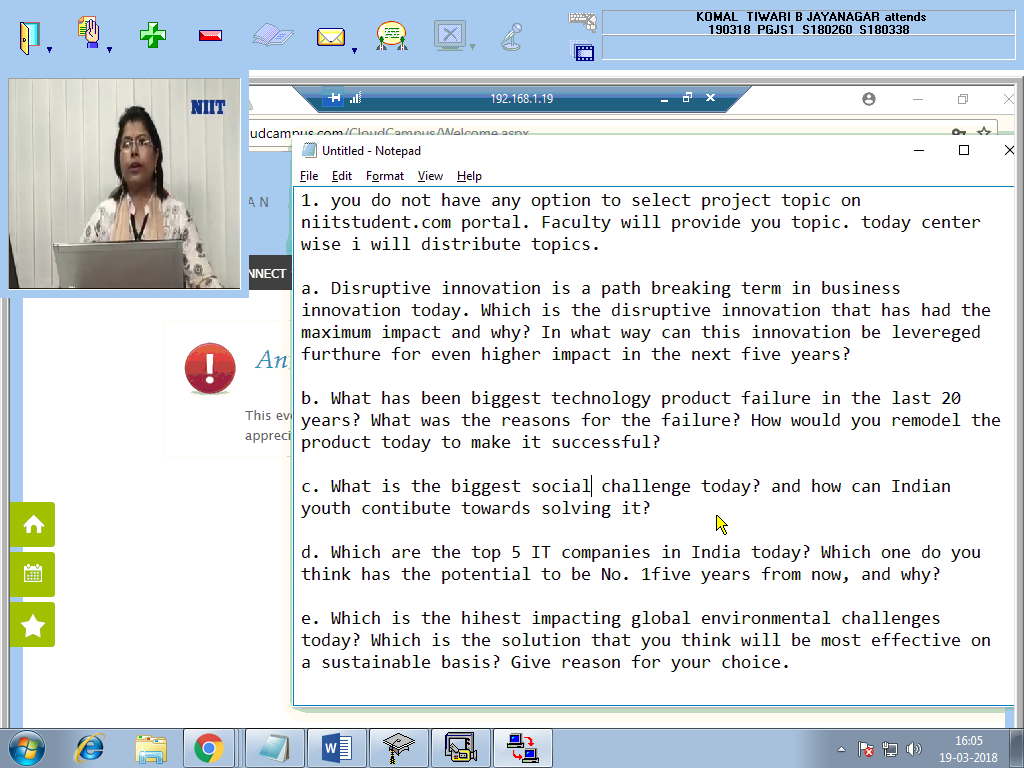 KOMAL TIWARI B JAYANAGAR attends
190318 PGJS1 S180260 S180338
NIIT
192.168.1.19
udcampus.com/CloudCampus/Welcome.aspx
Untitled - Notepad
File Edit Format View Help
A N
NNECT
1. you do not have any option to select project topic on
niitstudent.com portal. Faculty will provide you topic. today center
wise i will distribute topics.
a. Disruptive innovation is a path breaking term in business
innovation today. Which is the disruptive innovation that has had the
maximum impact and why? In what way can this innovation be levereged
furthure for even higher impact in the next five years?
b. What has been biggest technology product failure in the last 20
years? What was the reasons for the failure? How would you remodel the
product today to make it successful?
c. What is the biggest social challenge today? and how can Indian
youth contibute towards solving it?
d. Which are the top 5 IT companies in India today? Which one do you
think has the potential to be No. 1five years from now, and why?
e. Which is the hihest impacting global environmental challenges
today? Which is the solution that you think will be most effective on
a sustainable basis? Give reason for your choice.
An
This eve
appreci
16:05
19-03-2018